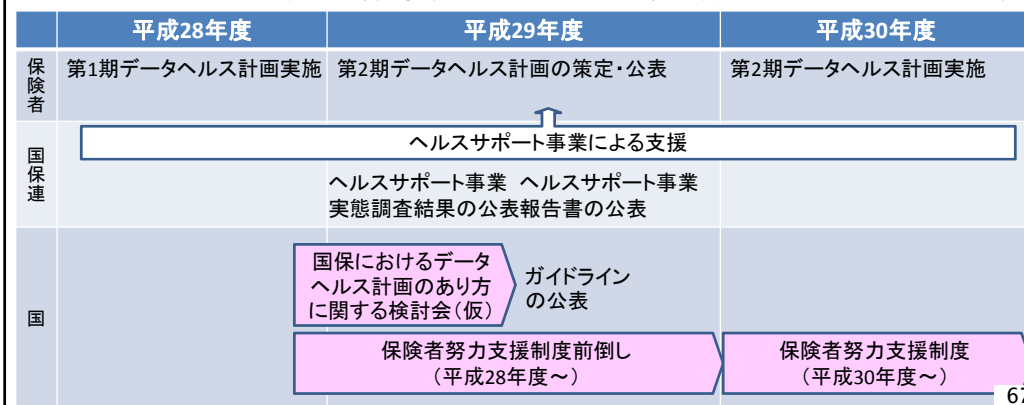 平成28年度
平成29年度
平成30年度
保険者
第1期データヘルス計画実施
第2期データヘルス計画の策定・公表
第2期データヘルス計画実施
国保連
ヘルスサポート事業による支援
ヘルスサポート事業 ヘルスサポート事業
実態調査結果の公表報告書の公表
国
国保におけるデータ
ヘルス計画のあり方
に関する検討会(仮)
ガイドライン
の公表
保険者努力支援制度前倒し
(平成28年度～)
保険者努力支援制度
(平成30年度～)